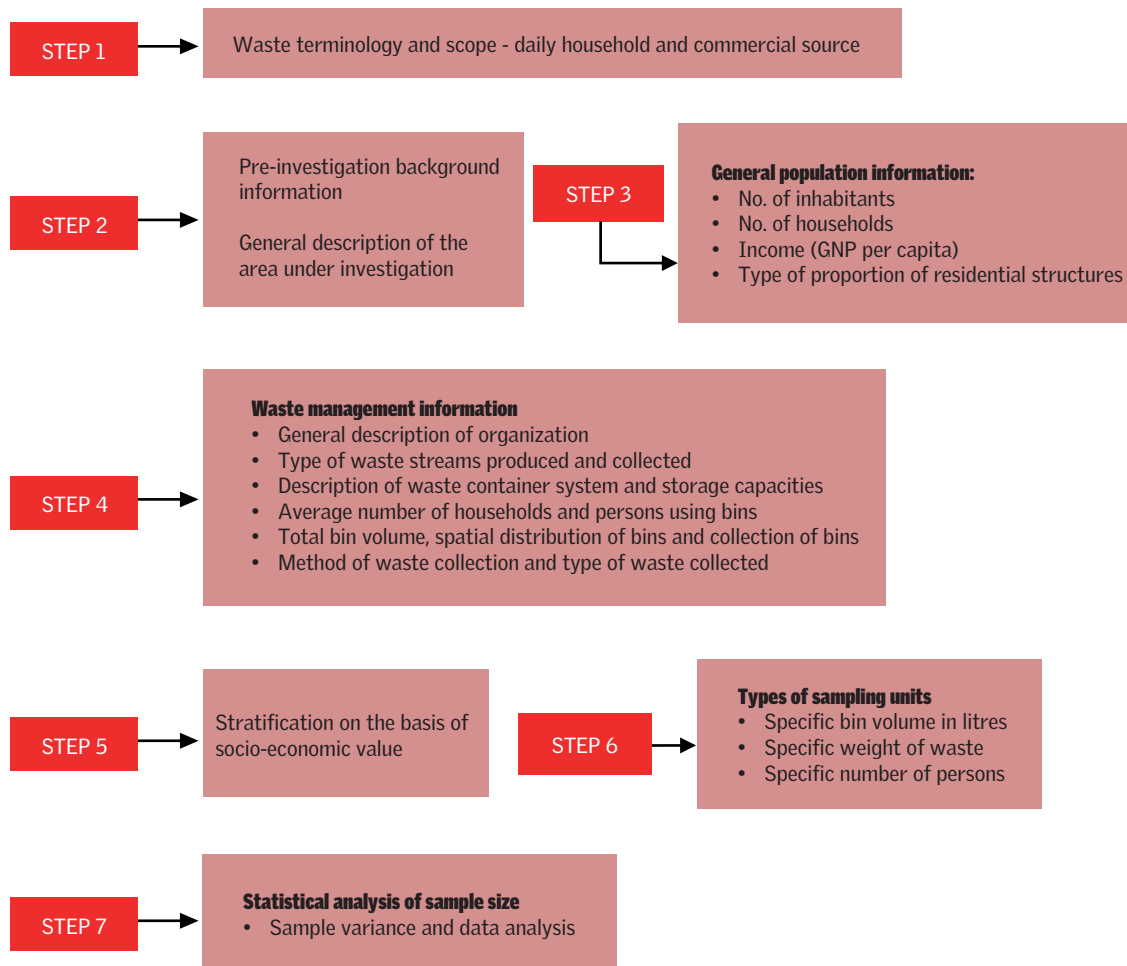 STEP 1
Waste terminology and scope - daily household and commercial source
STEP 2
Pre-investigation background
information
General description of the
area under investigation
STEP 3
General population information:
• No. of inhabitants
• No. of households
• Income (GNP per capita)
• Type of proportion of residential structures
STEP 4
Waste management information
• General description of organization
• Type of waste streams produced and collected
• Description of waste container system and storage capacities
• Average number of households and persons using bins
• Total bin volume, spatial distribution of bins and collection of bins
• Method of waste collection and type of waste collected
STEP 5
Stratification on the basis of
socio-economic value
STEP 6
Types of sampling units
• Specific bin volume in litres
• Specific weight of waste
• Specific number of persons
STEP 7
Statistical analysis of sample size
• Sample variance and data analysis